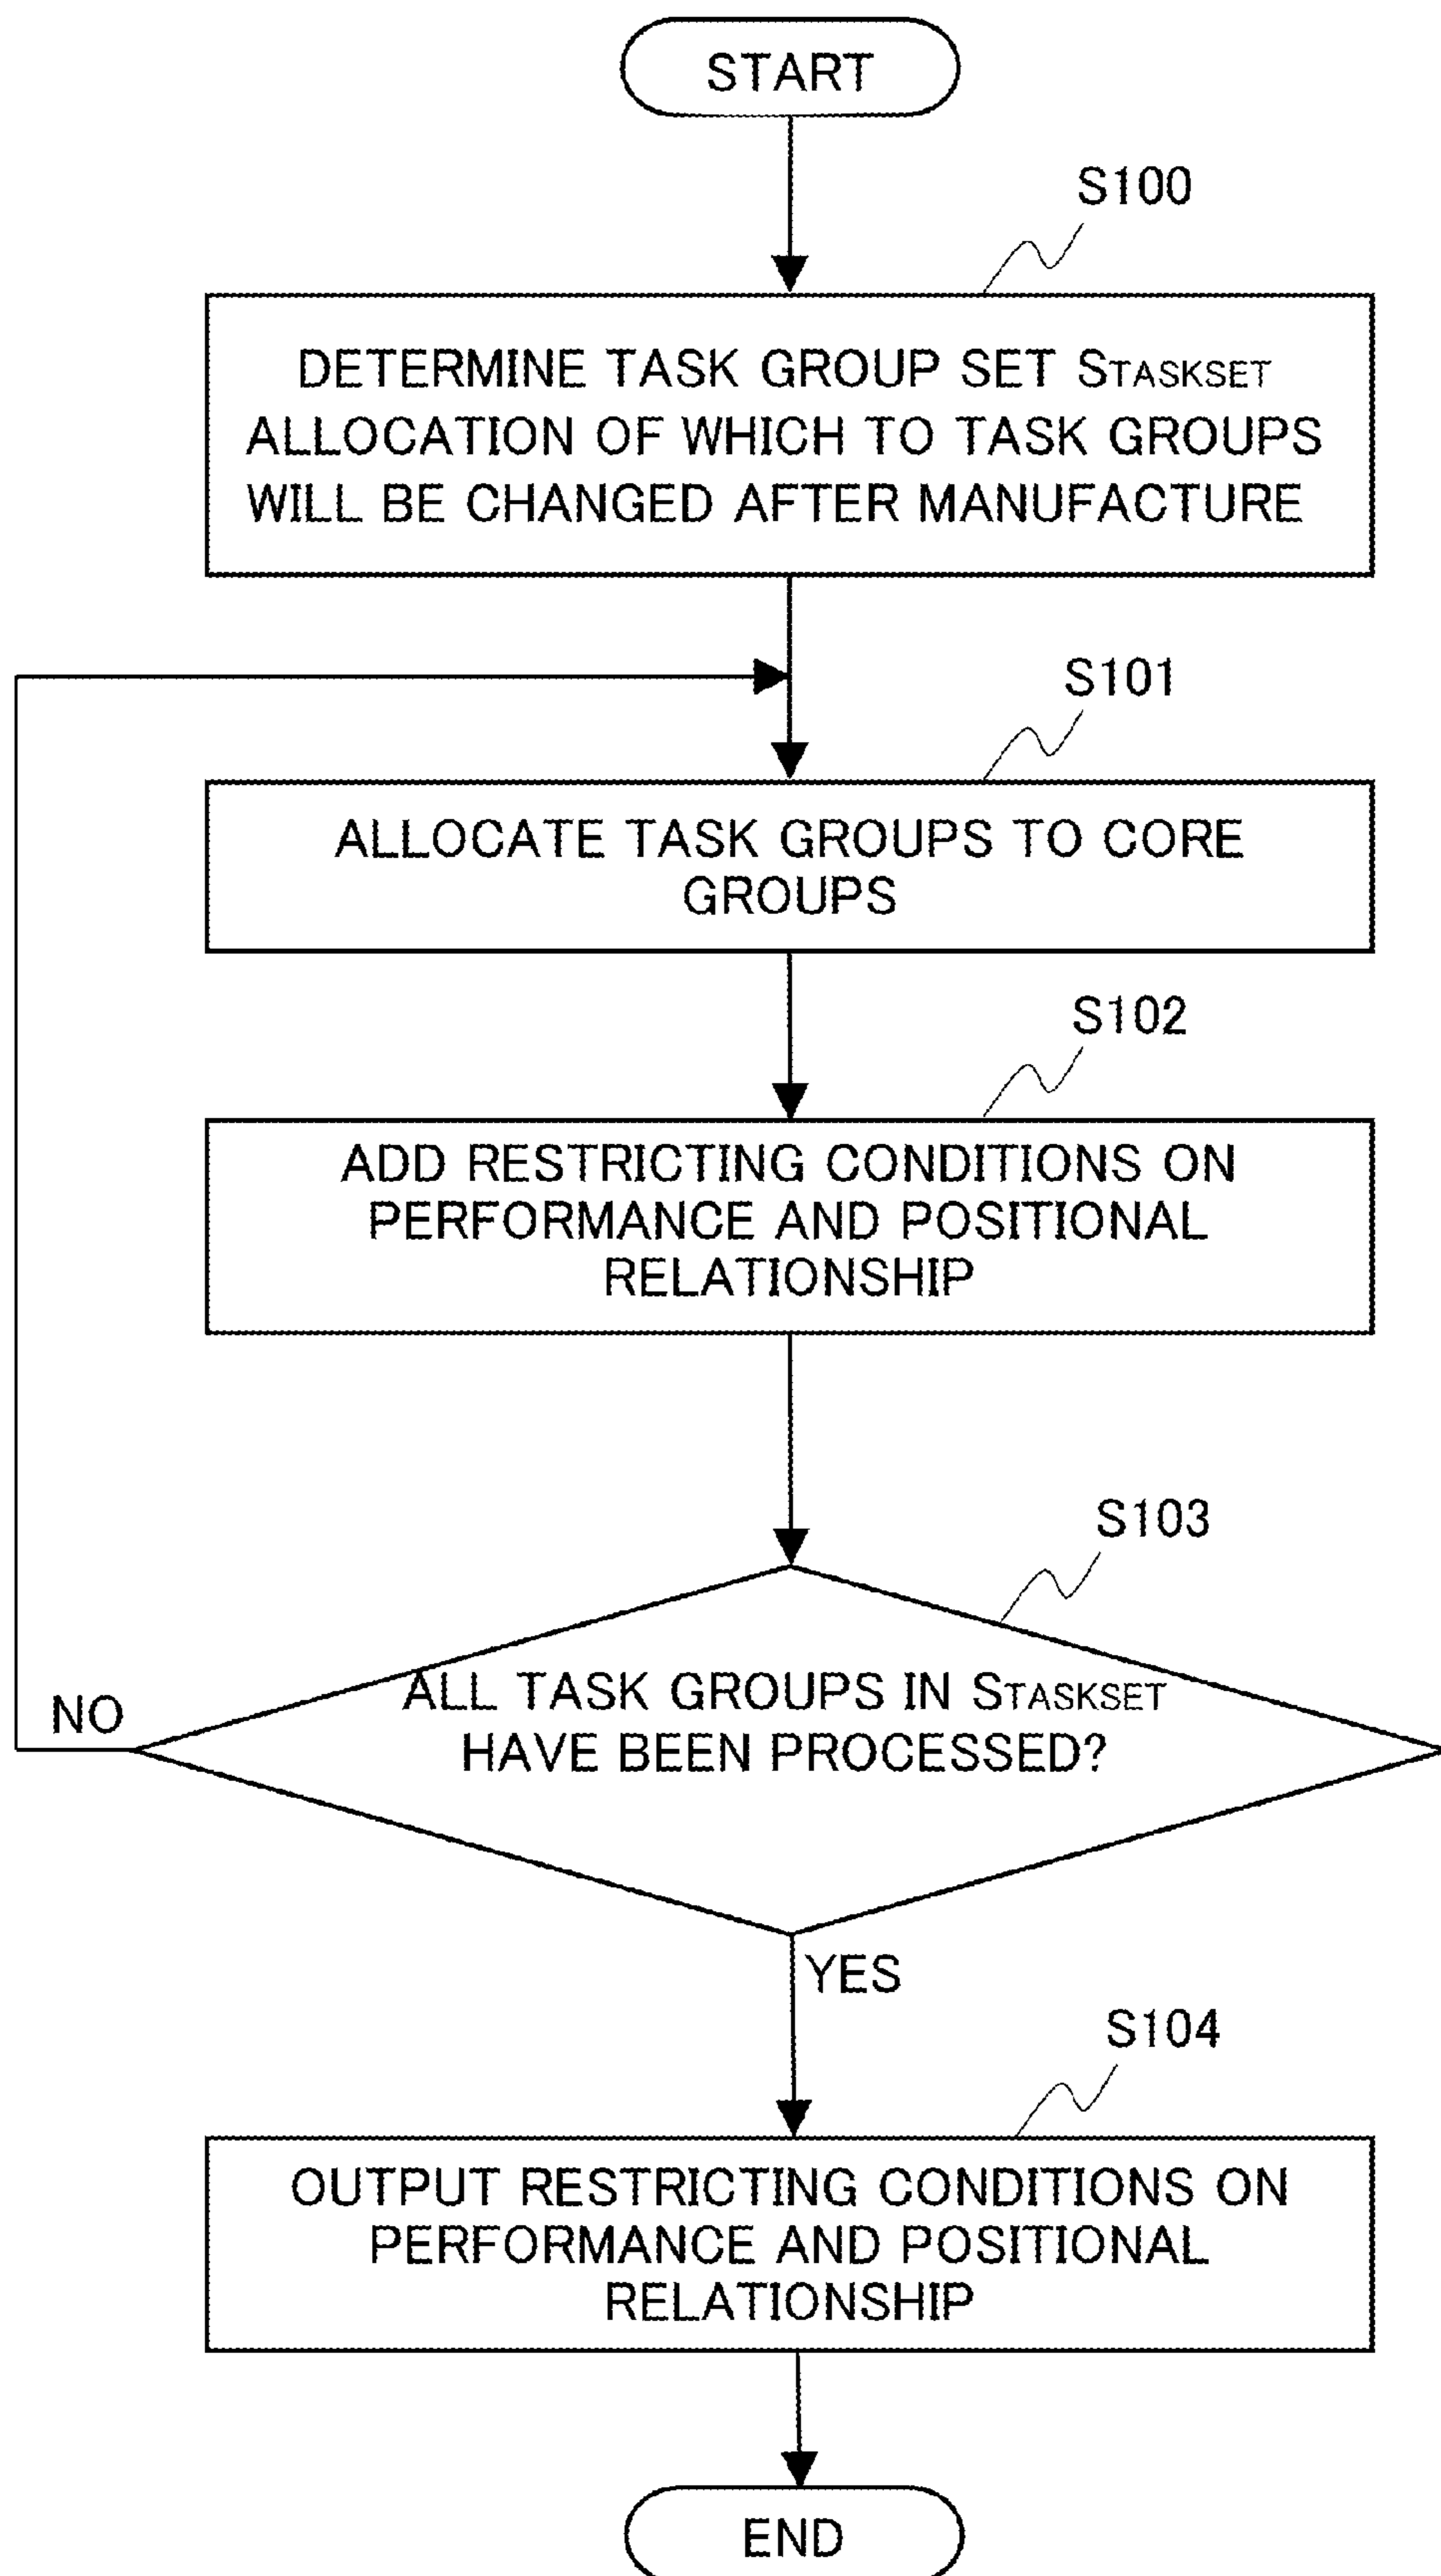 START
S100
DETERMINE TASK GROUP SET STASKSET
ALLOCATION OF WHICH TO TASK GROUPS
WILL BE CHANGED AFTER MANUFACTURE
S101
ALLOCATE TASK GROUPS TO CORE
GROUPS
S102
ADD RESTRICTING CONDITIONS ON
PERFORMANCE AND POSITIONAL
RELATIONSHIP
S103
ALL TASK GROUPS IN STASKSET
HAVE BEEN PROCESSED?
NO
YES
S104
OUTPUT RESTRICTING CONDITIONS ON
PERFORMANCE AND POSITIONAL
RELATIONSHIP
END